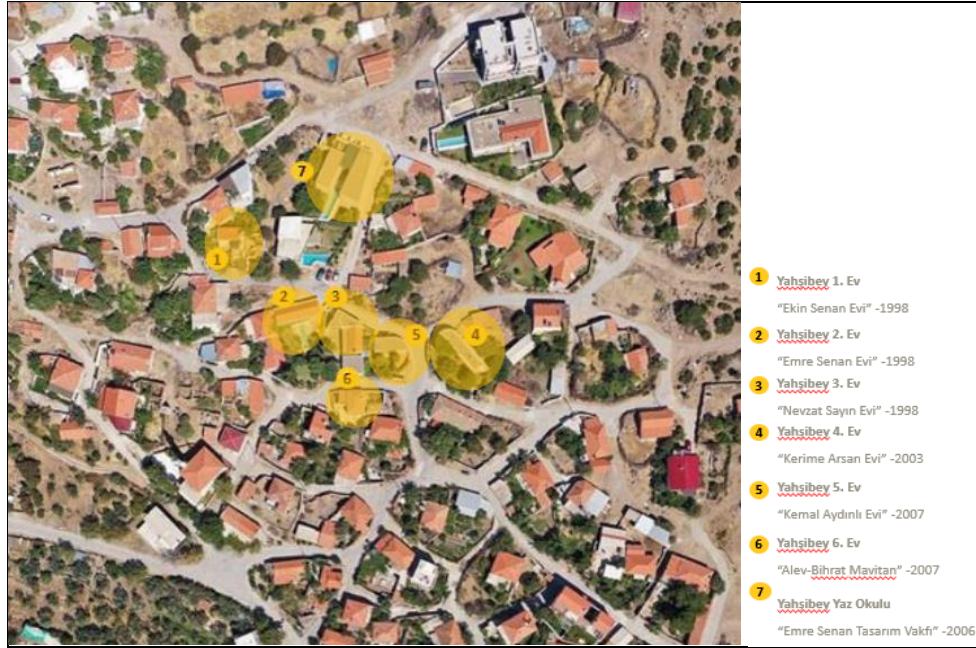 7
1
2
3
5
4
6
1 Yahşibey 1. Ev
“Ekin Senan Evi” -1998
2 Yahşibey 2. Ev
“Emre Senan Evi” -1998
3 Yahşibey 3. Ev
“Nevzat Sayın Evi” -1998
4 Yahşibey 4. Ev
“Kerime Arsan Evi” -2003
5 Yahşibey 5. Ev
“Kemal Aydınlı Evi” -2007
6 Yahşibey 6. Ev
“Alev-Bihrat Mavitan” -2007
7 Yahşibey Yaz Okulu
“Emre Senan Tasarım Vakfı” -2006